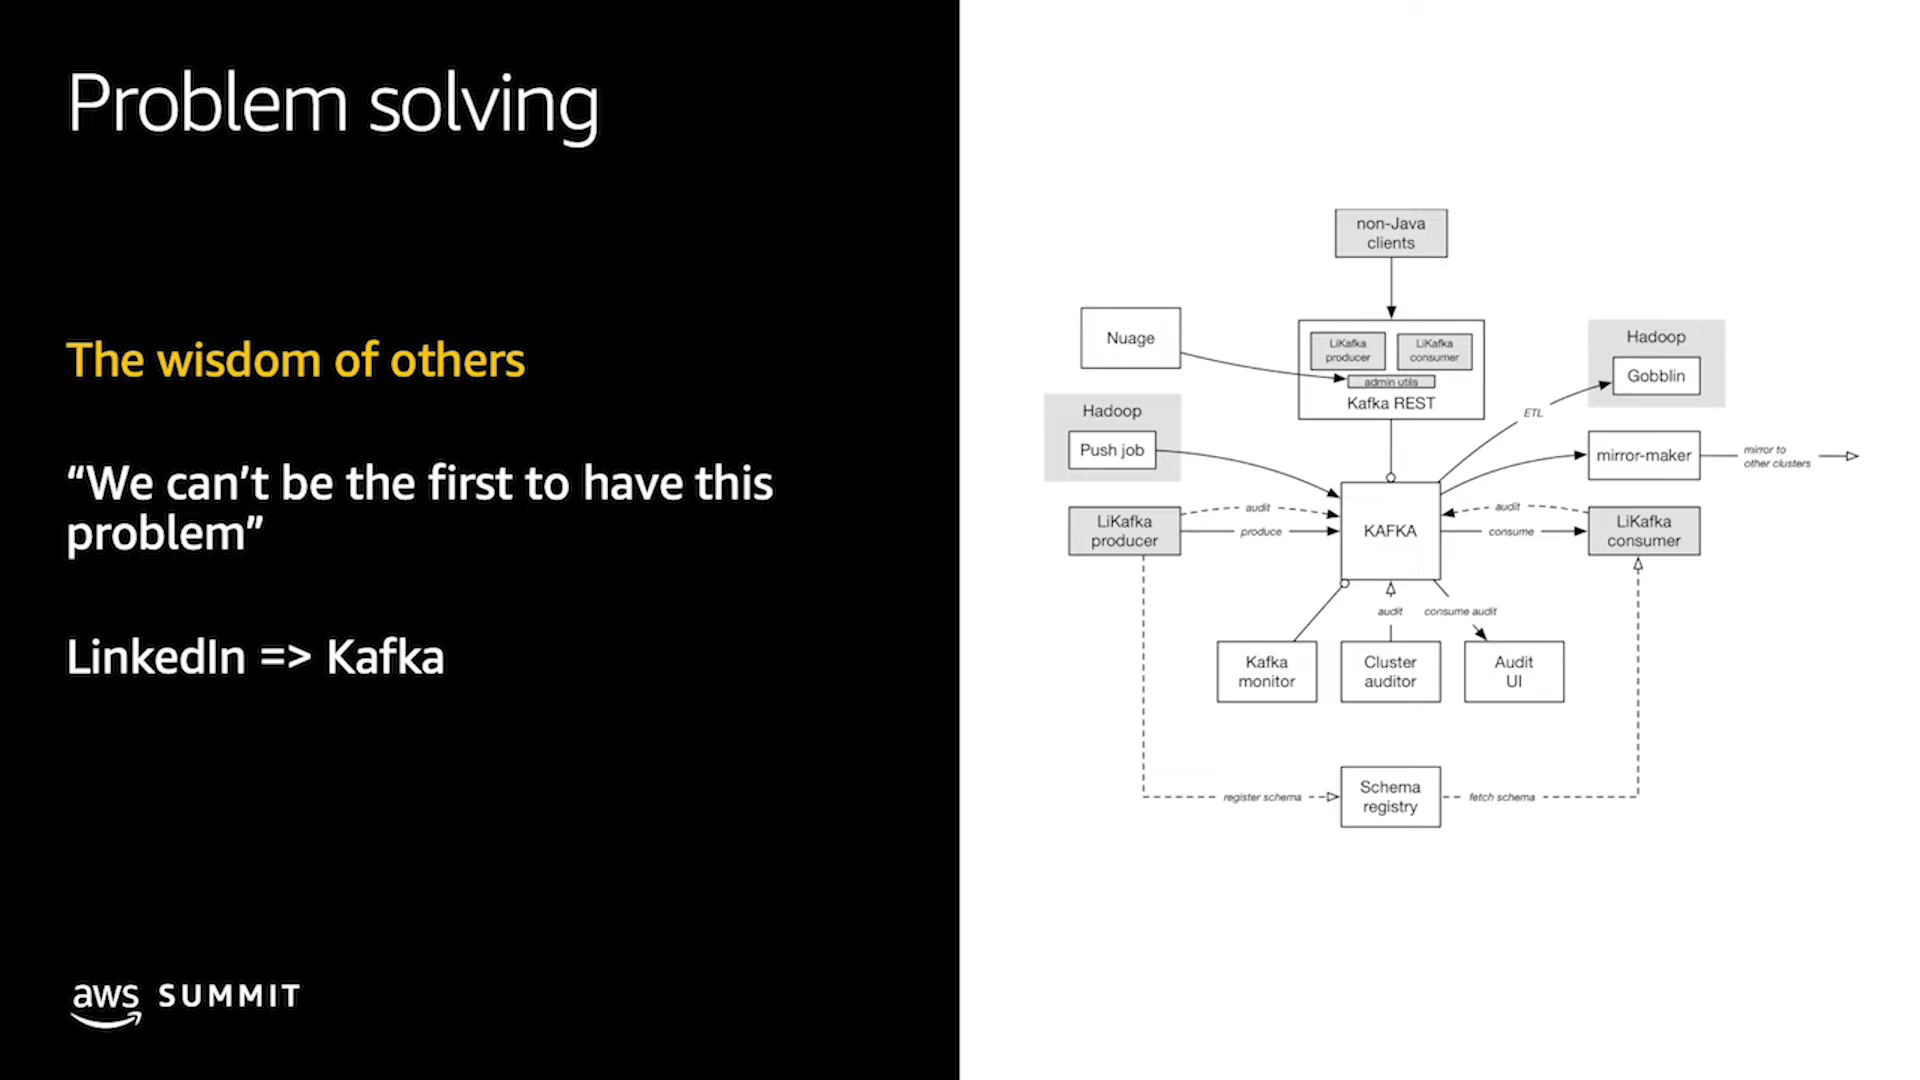 Problem solving
The wisdom of others
“We can’t be the first to have this
problem”
LinkedIn => Kafka
aws SUMMIT
non-Java
clients
Nuage
LiKafka
producer
LiKafka
consumer
admin utils
Kafka REST
Hadoop
Gobblin
ETL
Hadoop
Push job
mirror-maker
mirror to
other clusters
LiKafka
producer
audit
produce
KAFKA
audit
consume
LiKafka
consumer
audit
consume audit
Kafka
monitor
Cluster
auditor
Audit
UI
register schema
Schema
registry
fetch schema